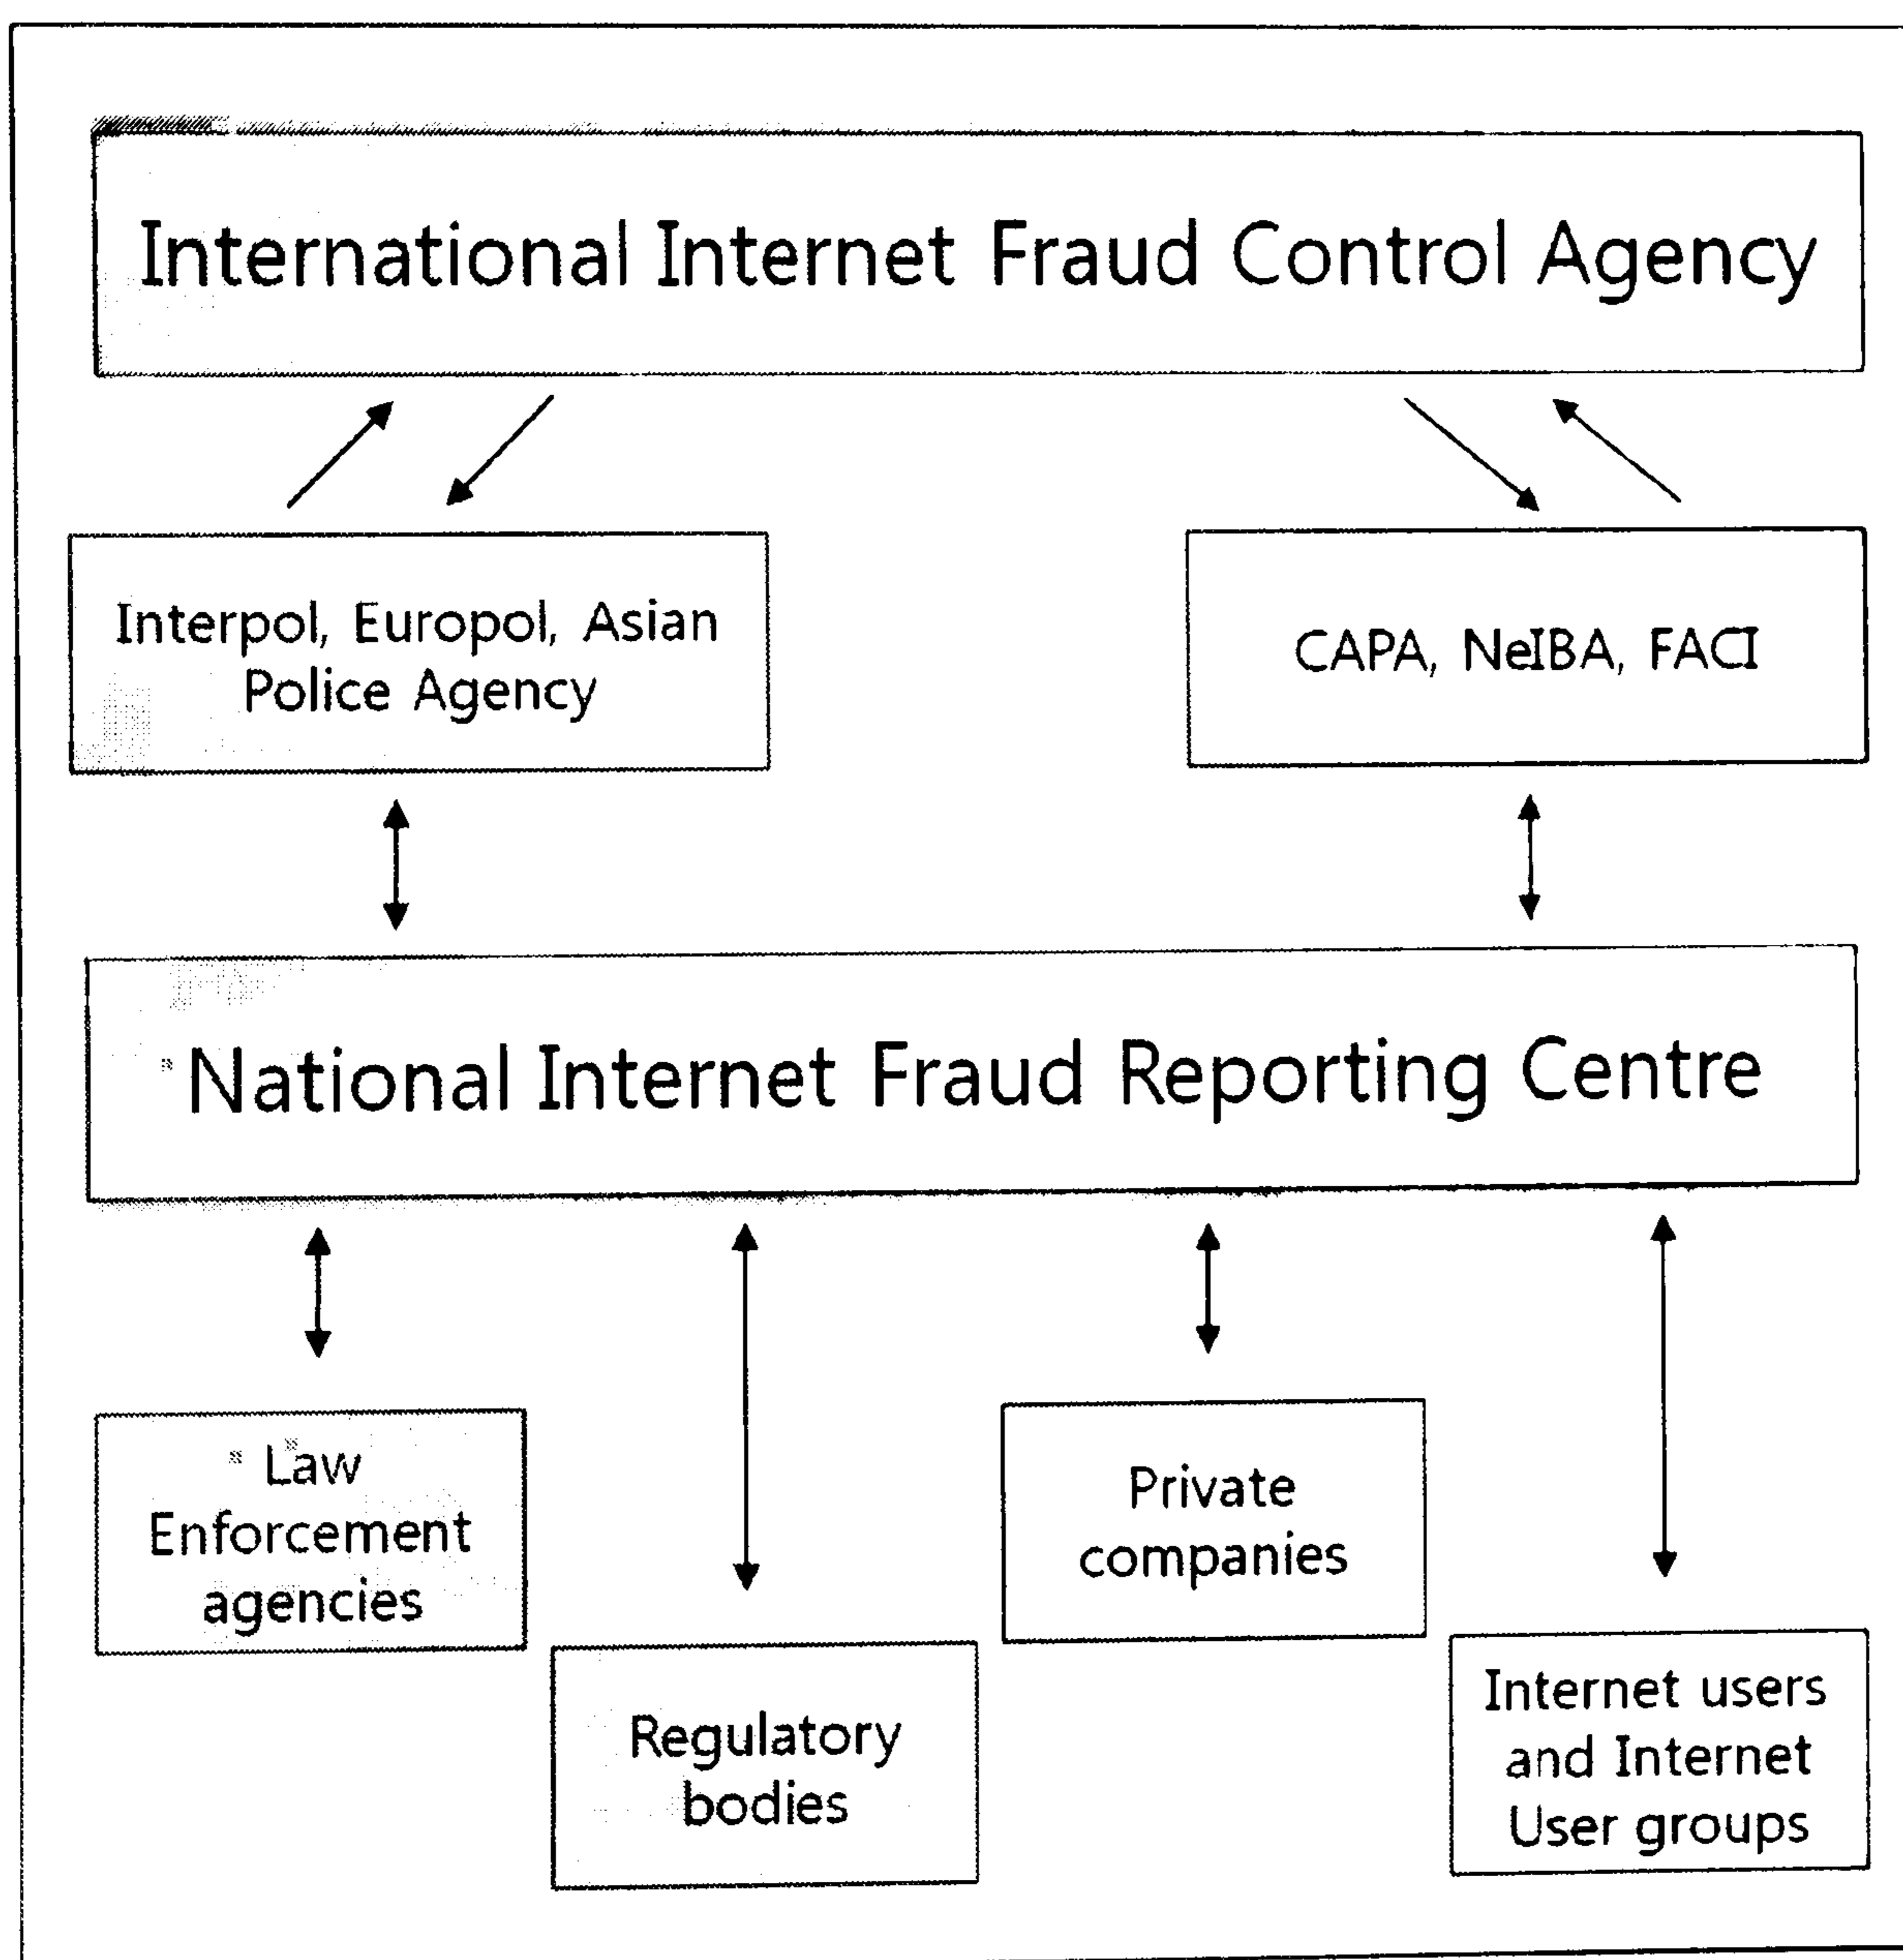 International Internet Fraud Control Agency
Interpol, Europol, Asian
Police Agency
CAPA, NeIBA, FACI
National Internet Fraud Reporting Centre
Law
Enforcement
agencies
Regulatory
bodies
Private
companies
Internet users
and Internet
User groups